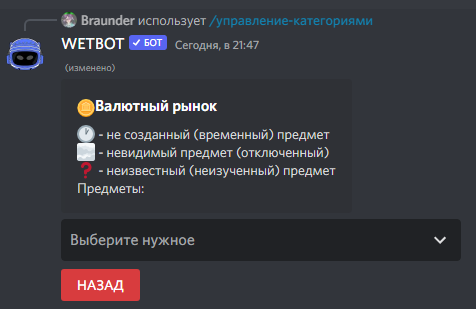 Braunder использует /управление-категориями
WETBOT ✓ БОТ Сегодня, в 21:47
(изменено)
Валютный рынок
- не созданный (временный) предмет
- невидимый предмет (отключенный)
❓ - неизвестный (неизученный) предмет
Предметы:
Выберите нужное
НАЗАД